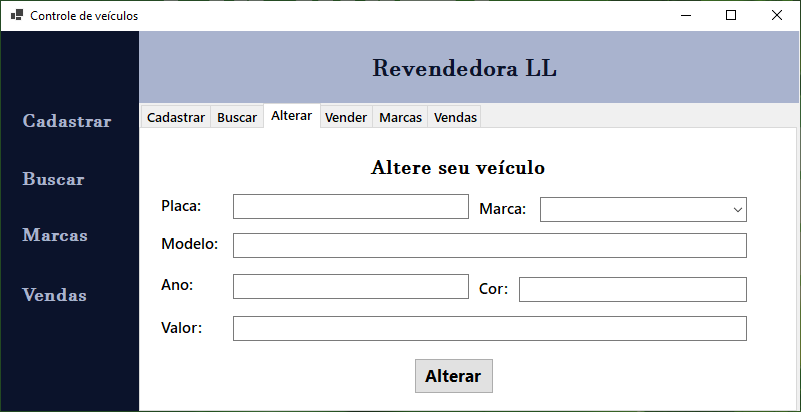 Controle de veículos
Revendedora LL
Cadastrar
Buscar
Marcas
Vendas
Cadastrar Buscar Alterar Vender Marcas Vendas
Altere seu veículo
Placa: Marca:
Modelo:
Ano: Cor:
Valor:
Alterar